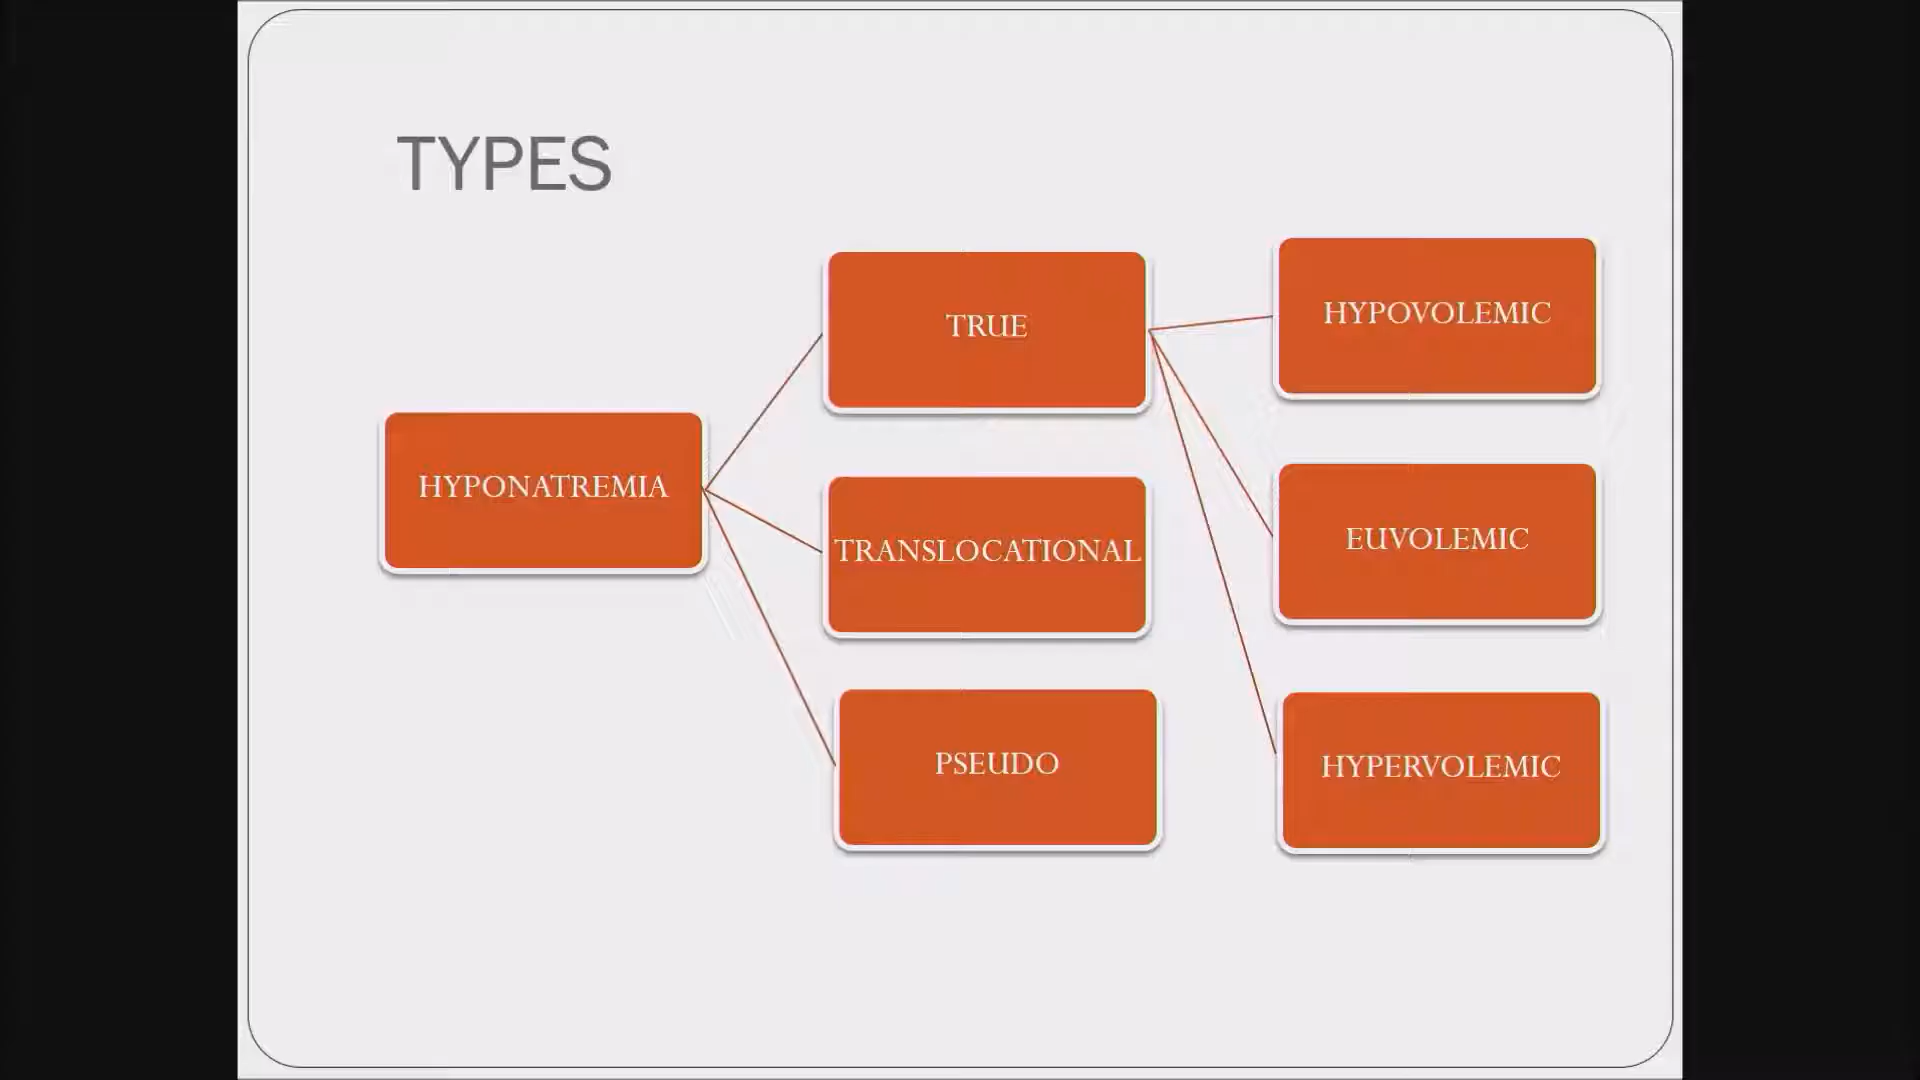 TYPES
HYPONATREMIA
TRUE
TRANSLOCATIONAL
PSEUDO
HYPOVOLEMIC
EUVOLEMIC
HYPERVOLEMIC